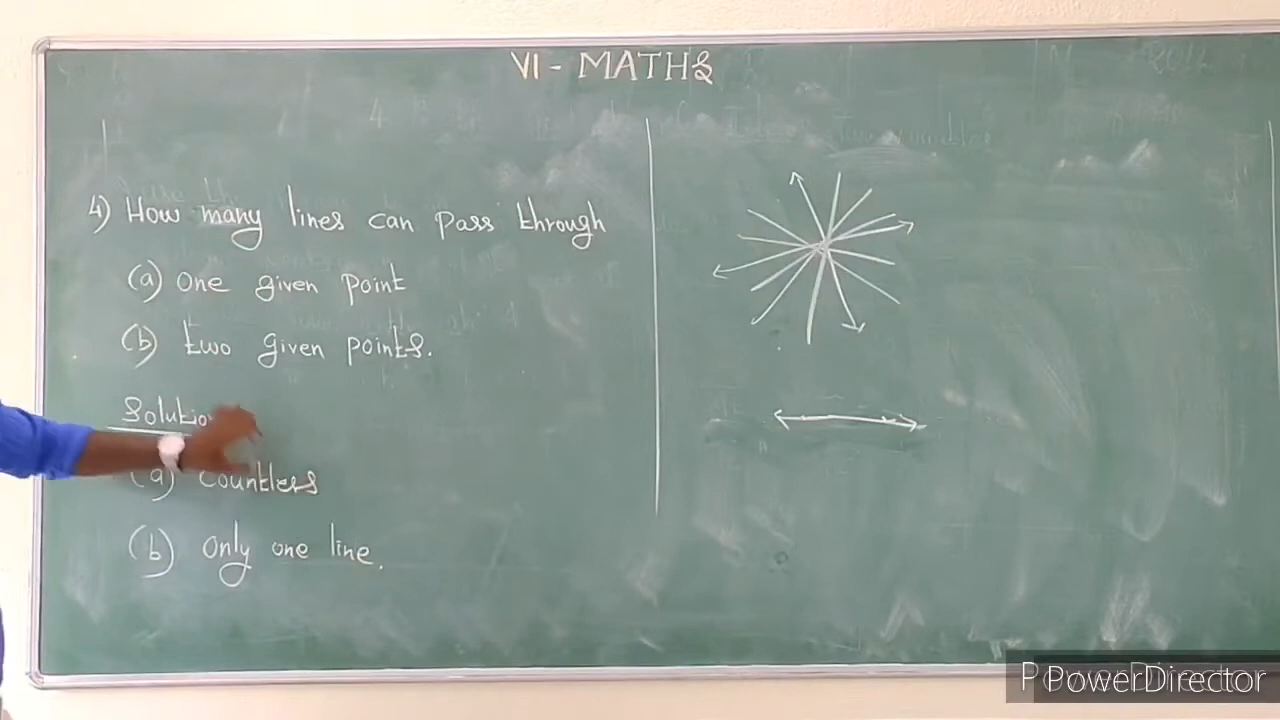 VI - MATHS
4) How many lines can pass through
(a) One given point
(b) two given points.
Solution
(a) Countless
(b) Only one line.
PowerDirector